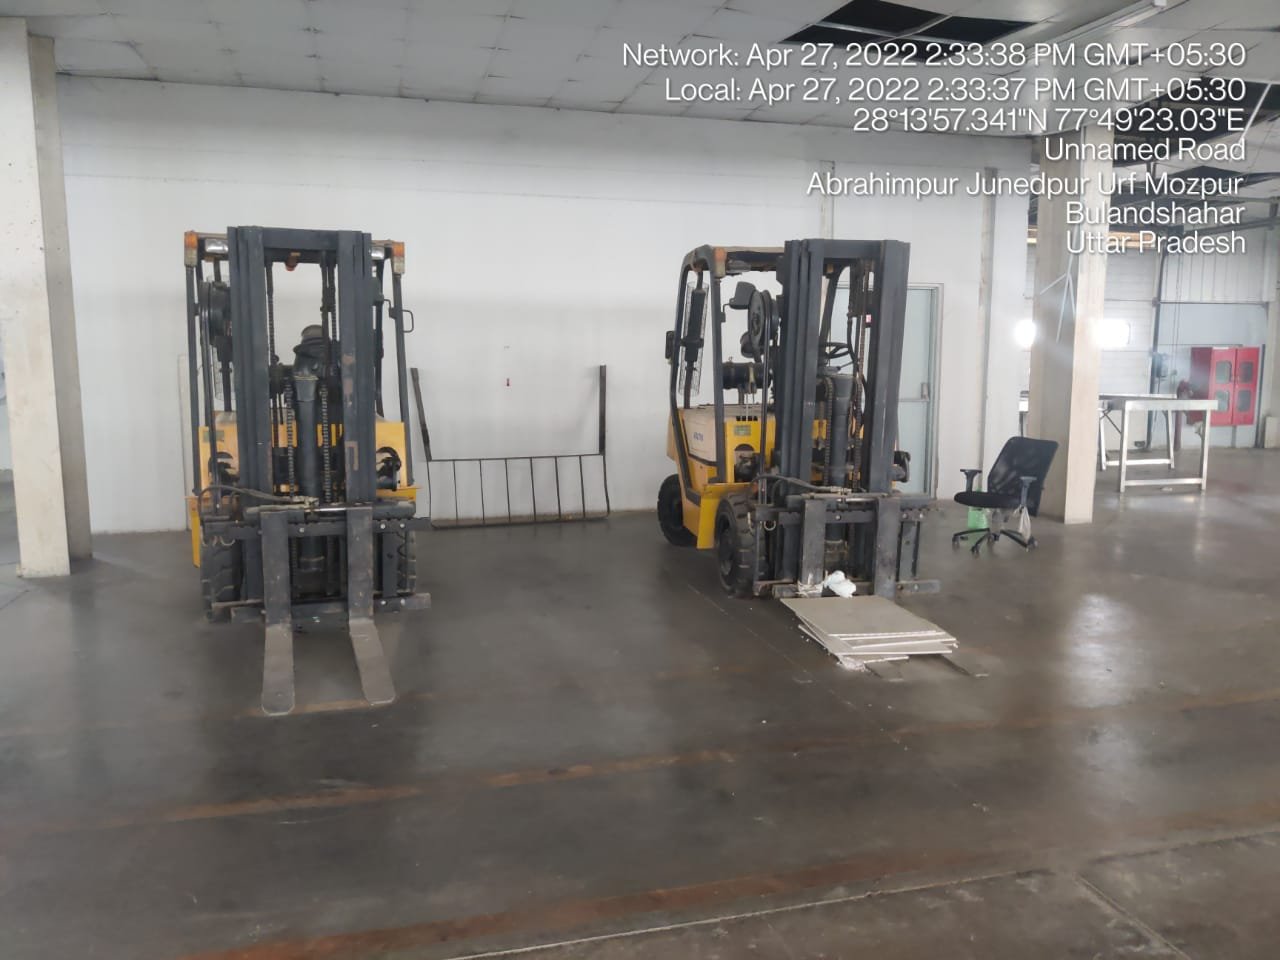 Network: Apr 27, 2022 2:33:38 PM GMT+05:30
Local: Apr 27, 2022 2:33:37 PM GMT+05:30
28°13'57.341"N 77°49'23.03"E
Unnamed Road
Abrahimpur Junedpur Urf Mozpur
Bulandshahar
Uttar Pradesh